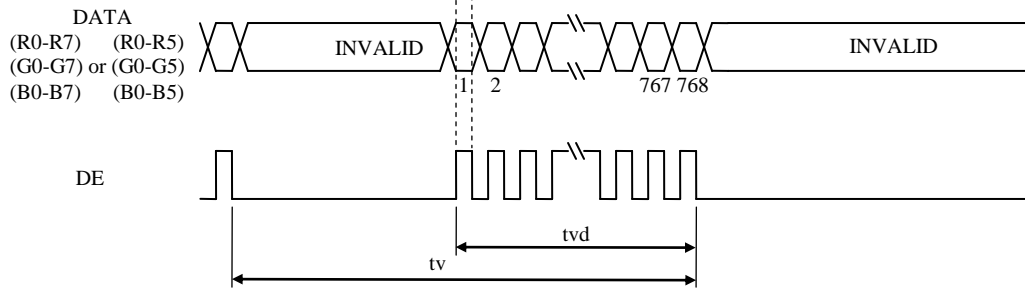 DATA
(R0-R7) (R0-R5)
(G0-G7) or (G0-G5)
(B0-B7) (B0-B5)
INVALID
INVALID
1 2 767 768
DE
tvd
tv